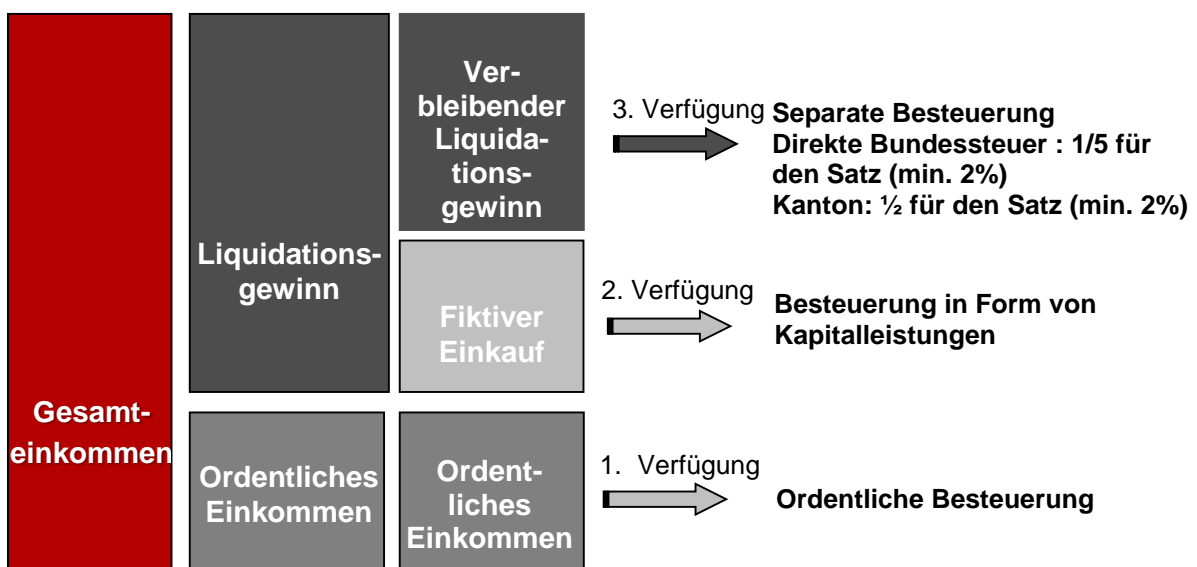 Gesamt-
einkommen
Liquidations-
gewinn
Ordentliches
Einkommen
Ver-
bleibender
Liquida-
tions-
gewinn
Fiktiver
Einkauf
Ordent-
liches
Einkommen
3. Verfügung
Separate Besteuerung
Direkte Bundessteuer : 1/5 für
den Satz (min. 2%)
Kanton: ½ für den Satz (min. 2%)
2. Verfügung
Besteuerung in Form von
Kapitalleistungen
1. Verfügung
Ordentliche Besteuerung